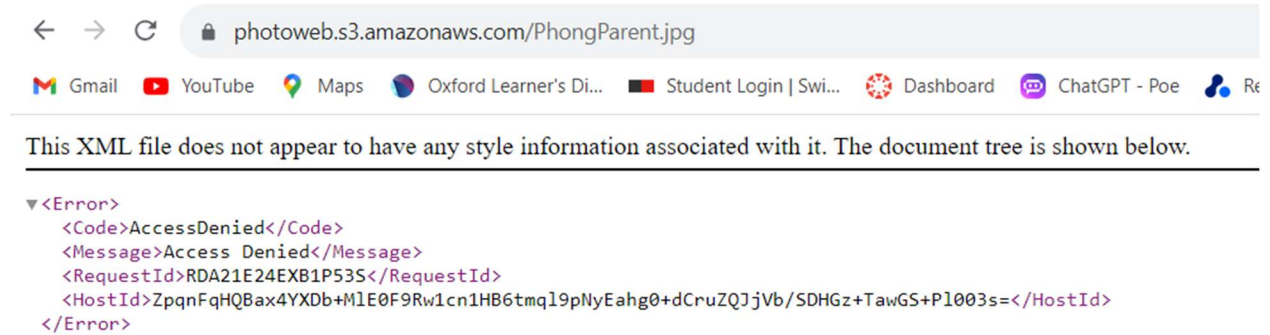 photoweb.s3.amazonaws.com/PhongParent.jpg
Gmail YouTube Maps Oxford Learner's Di... Student Login | Swi... Dashboard ChatGPT - Poe Re
This XML file does not appear to have any style information associated with it. The document tree is shown below.
▼<Error>
<Code>AccessDenied</Code>
<Message>Access Denied</Message>
<RequestId>RDA21E24EXB1P53S</RequestId>
<HostId>ZpqnFqHQBax4YXDb+MlE0F9Rw1cn1HB6tmql9pNyEahg0+dCruZQJjVb/SDHGz+TawGS+Pl003s=</HostId>
</Error>